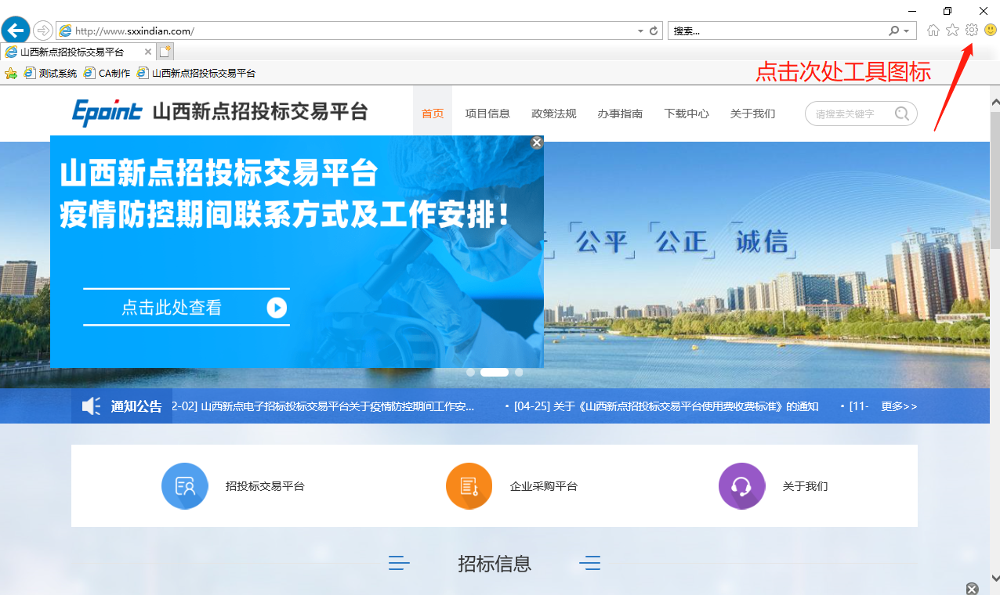 http://www.sxxindian.com/
搜索...
山西新点招投标交易平台
测试系统 CA制作 山西新点招投标交易平台
点击次处工具图标
Epoint 山西新点招投标交易平台
首页 项目信息 政策法规 办事指南 下载中心 关于我们
请搜索关键字
山西新点招投标交易平台
疫情防控期间联系方式及工作安排！
点击此处查看
公平 公正 诚信
通知公告 2-02] 山西新点电子招标投标交易平台关于疫情防控期间工作安... • [04-25] 关于《山西新点招投标交易平台使用费收费标准》的通知 • [11- 更多>>
招投标交易平台 企业采购平台 关于我们
招标信息